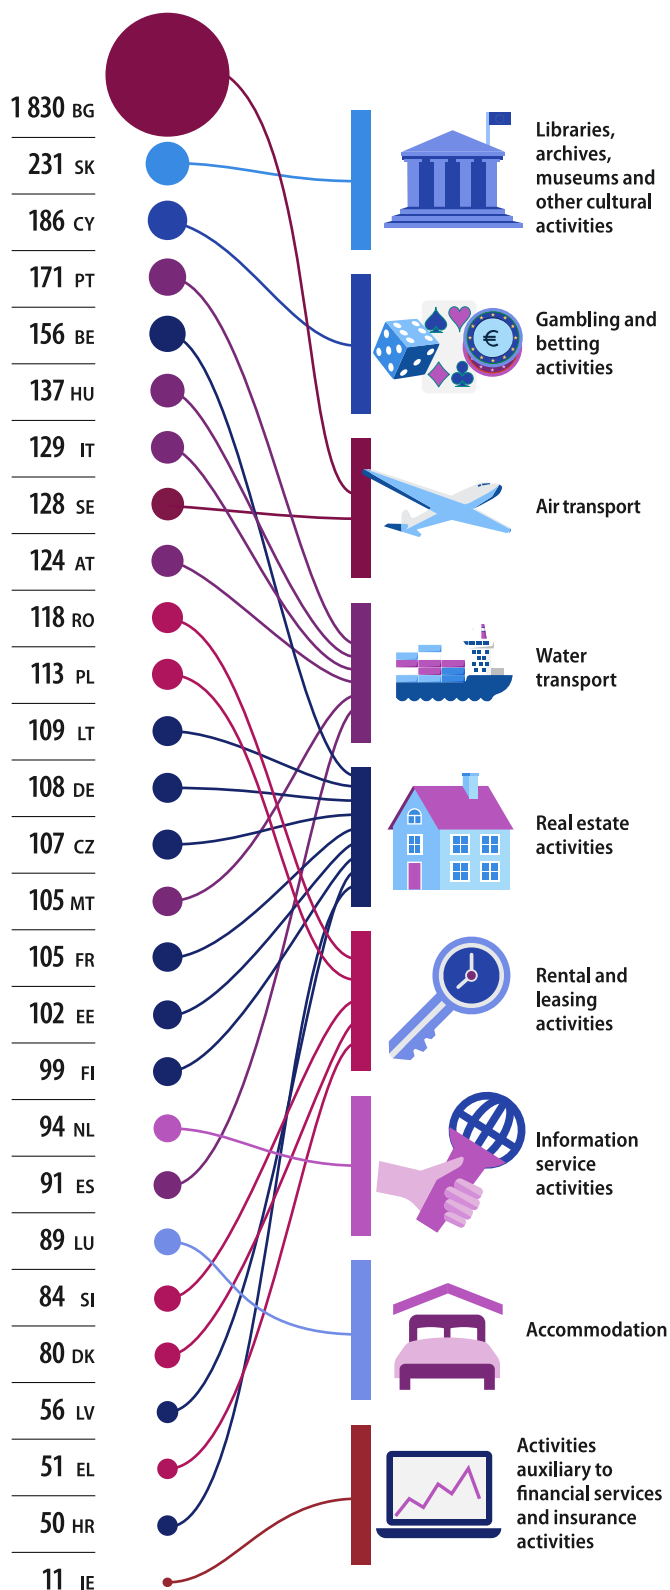 1 830 BG
231 SK
186 CY
171 PT
156 BE
137 HU
129 IT
128 SE
124 AT
118 RO
113 PL
109 LT
108 DE
107 CZ
105 MT
105 FR
102 EE
99 FI
94 NL
91 ES
89 LU
84 SI
80 DK
56 LV
51 EL
50 HR
11 IE
Libraries,
archives,
museums and
other cultural
activities
€
Gambling and
betting
activities
Air transport
Water
transport
Real estate
activities
Rental and
leasing
activities
Information
service
activities
Accommodation
Activities
auxiliary to
financial services
and insurance
activities